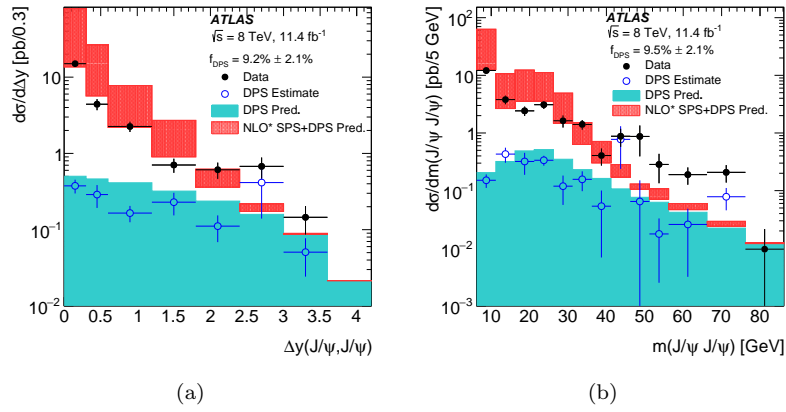 ATLAS
√s = 8 TeV, 11.4 fb⁻¹
f_DPS = 9.2% ± 2.1%
Data
DPS Estimate
DPS Pred.
NLO* SPS+DPS Pred.
dσ/dΔy [pb/0.3]
10
1
10⁻¹
10⁻²
0 0.5 1 1.5 2 2.5 3 3.5 4
Δy(J/ψ,J/ψ)
(a)
ATLAS
√s = 8 TeV, 11.4 fb⁻¹
f_DPS = 9.5% ± 2.1%
Data
DPS Estimate
DPS Pred.
NLO* SPS+DPS Pred.
dσ/dm(J/ψ J/ψ) [pb/5 GeV]
10²
10
1
10⁻¹
10⁻²
10⁻³
10 20 30 40 50 60 70 80
m(J/ψ J/ψ) [GeV]
(b)